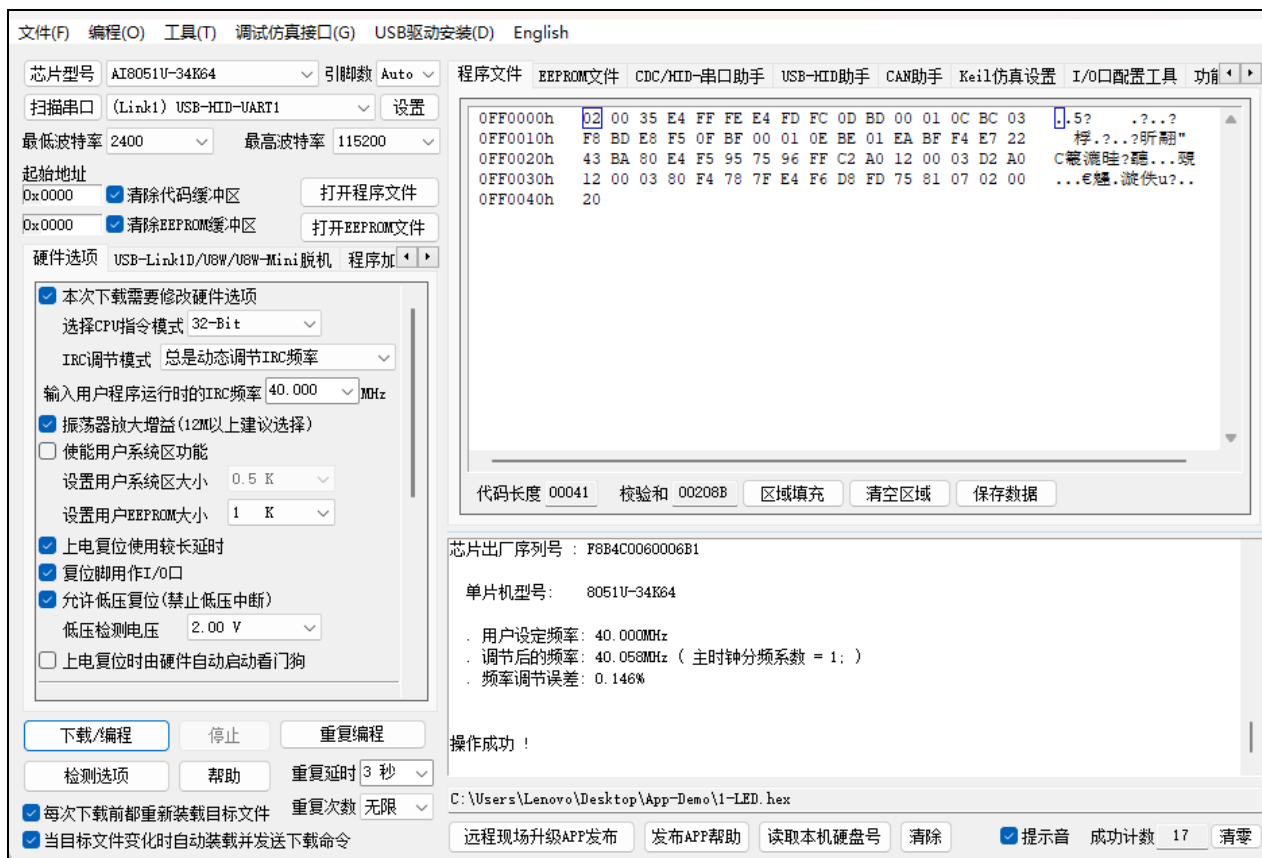 文件(F) 编程(O) 工具(T) 调试仿真接口(G) USB驱动安装(D) English
芯片型号 AI8051U-34K64 引脚数 Auto
扫描串口 (Link1) USB-HID-UART1 设置
最低波特率 2400 最高波特率 115200
起始地址
0x0000 清除代码缓冲区 打开程序文件
0x0000 清除EEPROM缓冲区 打开EEPROM文件
硬件选项 USB-Link1D/U8W/U8W-Mini脱机 程序加
本次下载需要修改硬件选项
选择CPU指令模式 32-Bit
IRC调节模式 总是动态调节IRC频率
输入用户程序运行时的IRC频率 40.000 MHz
振荡器放大增益(12M以上建议选择)
使能用户系统区功能
设置用户系统区大小 0.5 K
设置用户EEPROM大小 1 K
上电复位使用较长延时
复位脚用作I/O口
允许低压复位(禁止低压中断)
低压检测电压 2.00 V
上电复位时由硬件自动启动看门狗
下载/编程 停止 重复编程
检测选项 帮助 重复延时 3 秒
每次下载前都重新装载目标文件 重复次数 无限
当目标文件变化时自动装载并发送下载命令
程序文件 EEPROM文件 CDC/HID-串口助手 USB-HID助手 CAN助手 Keil仿真设置 I/O口配置工具 功能
0FF0000h 02 00 35 E4 FF FE E4 FD FC 0D BD 00 01 0C BC 03 ..5? .?..?
0FF0010h F8 BD E8 F5 0F BF 00 01 0E BE 01 EA BF F4 E7 22 桴.?..?昕翮"
0FF0020h 43 BA 80 E4 F5 95 75 96 FF C2 A0 12 00 03 D2 A0
0FF0030h 12 00 03 80 F4 78 7F E4 F6 D8 FD 75 81 07 02 00
0FF0040h 20
代码长度 00041 校验和 00208B 区域填充 清空区域 保存数据
芯片出厂序列号 : F8B4C0060006B1
单片机型号: 8051U-34K64
. 用户设定频率: 40.000MHz
. 调节后的频率: 40.058MHz ( 主时钟分频系数 = 1; )
. 频率调节误差: 0.146%
操作成功 !
C:\Users\Lenovo\Desktop\App-Demo\1-LED.hex
远程现场升级APP发布 发布APP帮助 读取本机硬盘号 清除 提示音 成功计数 17 清零